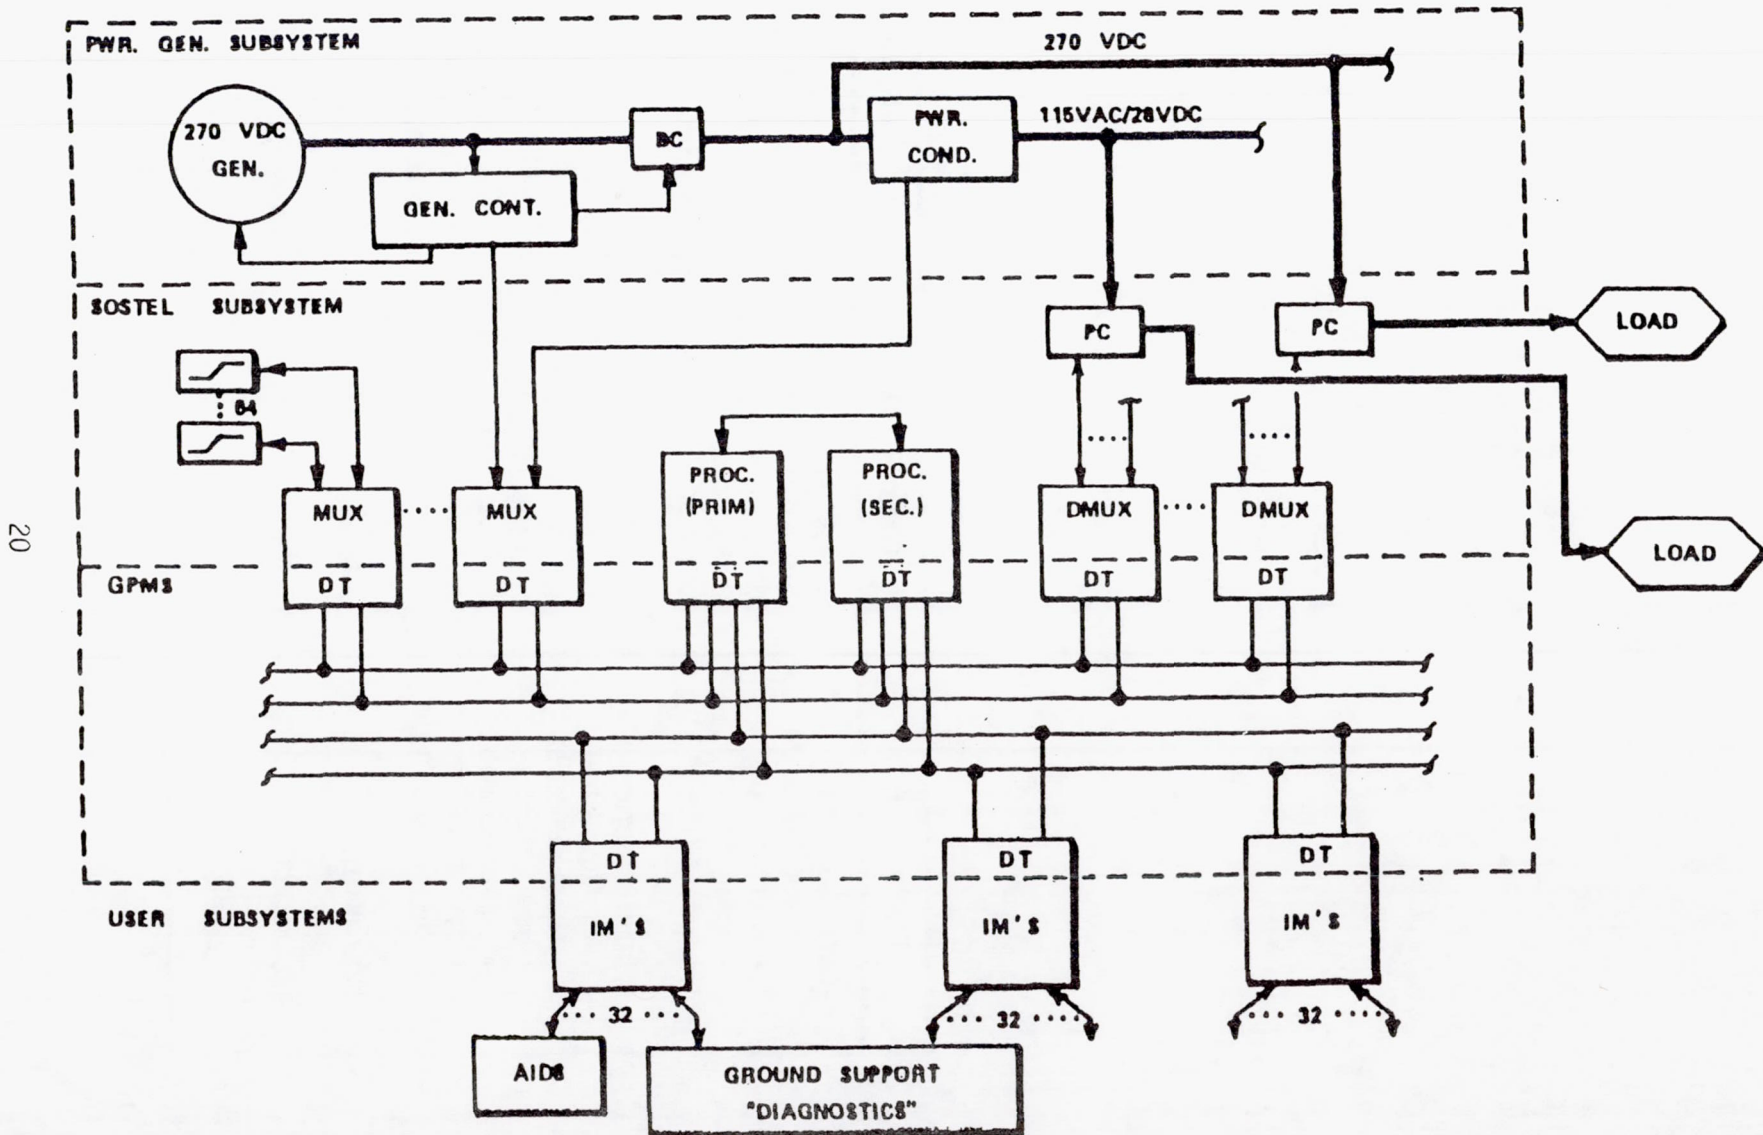 PWR. GEN. SUBSYSTEM
270 VDC
270 VDC
GEN.
BC
PWR.
COND.
115VAC/28VDC
GEN. CONT.
SOSTEL SUBSYSTEM
64
PC
PC
LOAD
LOAD
MUX
MUX
PROC.
(PRIM)
PROC.
(SEC.)
DMUX
DMUX
GPMS
DT
DT
DT
DT
DT
DT
20
DT
DT
DT
USER SUBSYSTEMS
IM'S
IM'S
IM'S
32
32
32
AIDS
GROUND SUPPORT
"DIAGNOSTICS"